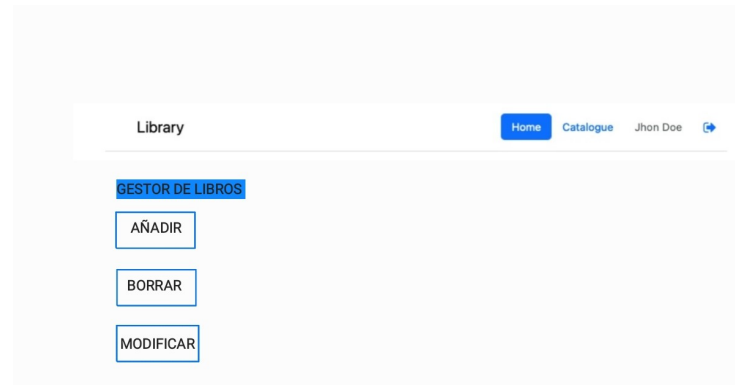 Library Home Catalogue Jhon Doe
GESTOR DE LIBROS
AÑADIR
BORRAR
MODIFICAR